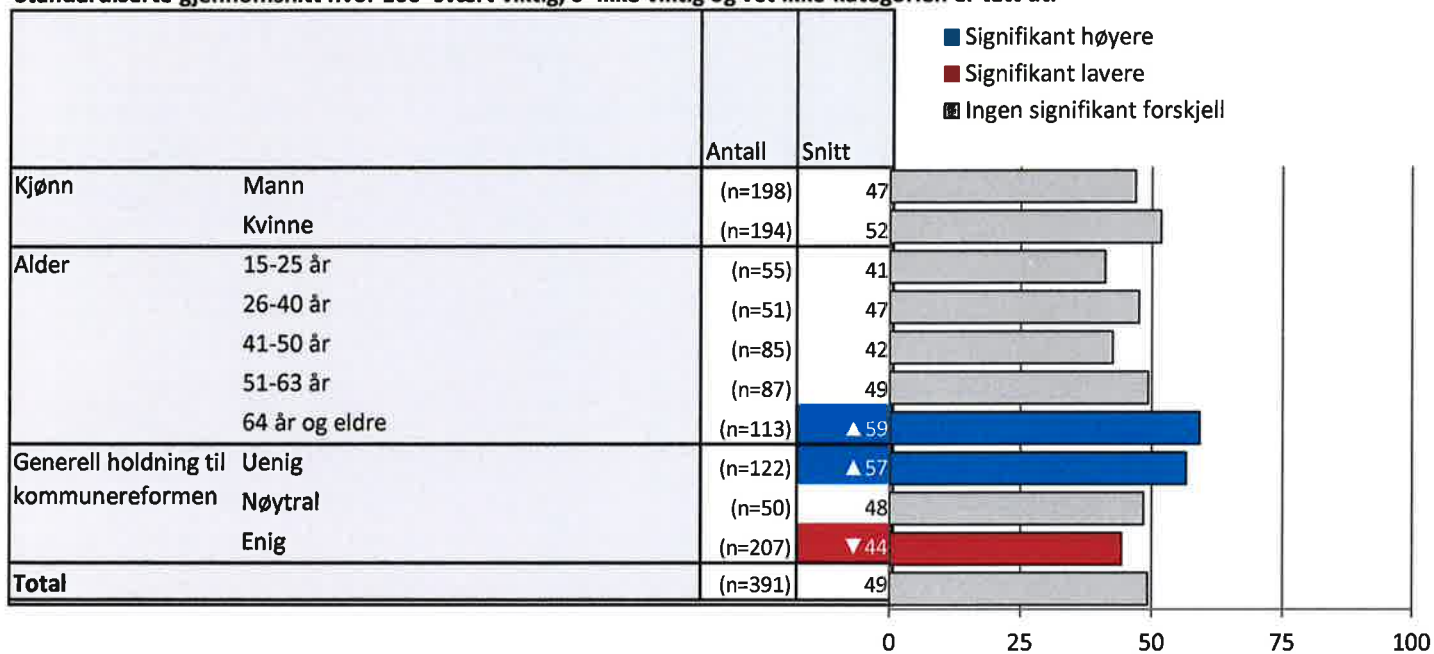 Signifikant høyere
Signifikant lavere
Ingen signifikant forskjell
Antall Snitt
Kjønn Mann (n=198) 47
Kvinne (n=194) 52
Alder 15-25 år (n=55) 41
26-40 år (n=51) 47
41-50 år (n=85) 42
51-63 år (n=87) 49
64 år og eldre (n=113) ▲59
Generell holdning til Uenig (n=122) ▲57
kommunereformen Nøytral (n=50) 48
Enig (n=207) ▼44
Total (n=391) 49
0 25 50 75 100